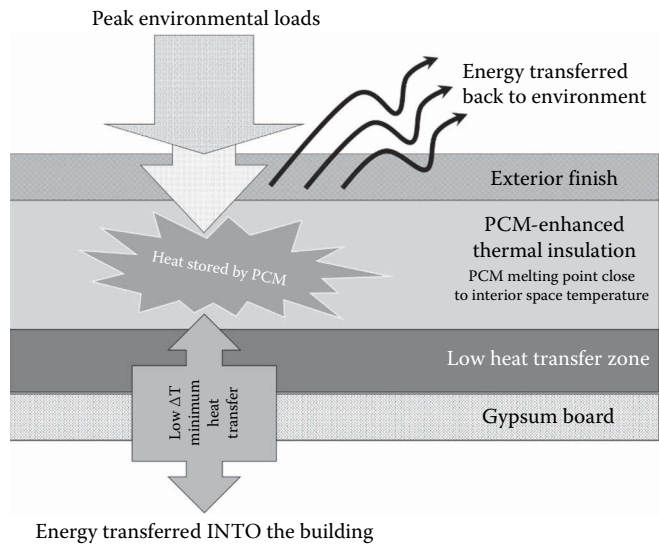 Peak environmental loads
Energy transferred
back to environment
Exterior finish
PCM-enhanced
thermal insulation
PCM melting point close
to interior space temperature
Heat stored by PCM
Low heat transfer zone
Low ΔT
minimum
heat
transfer
Gypsum board
Energy transferred INTO the building